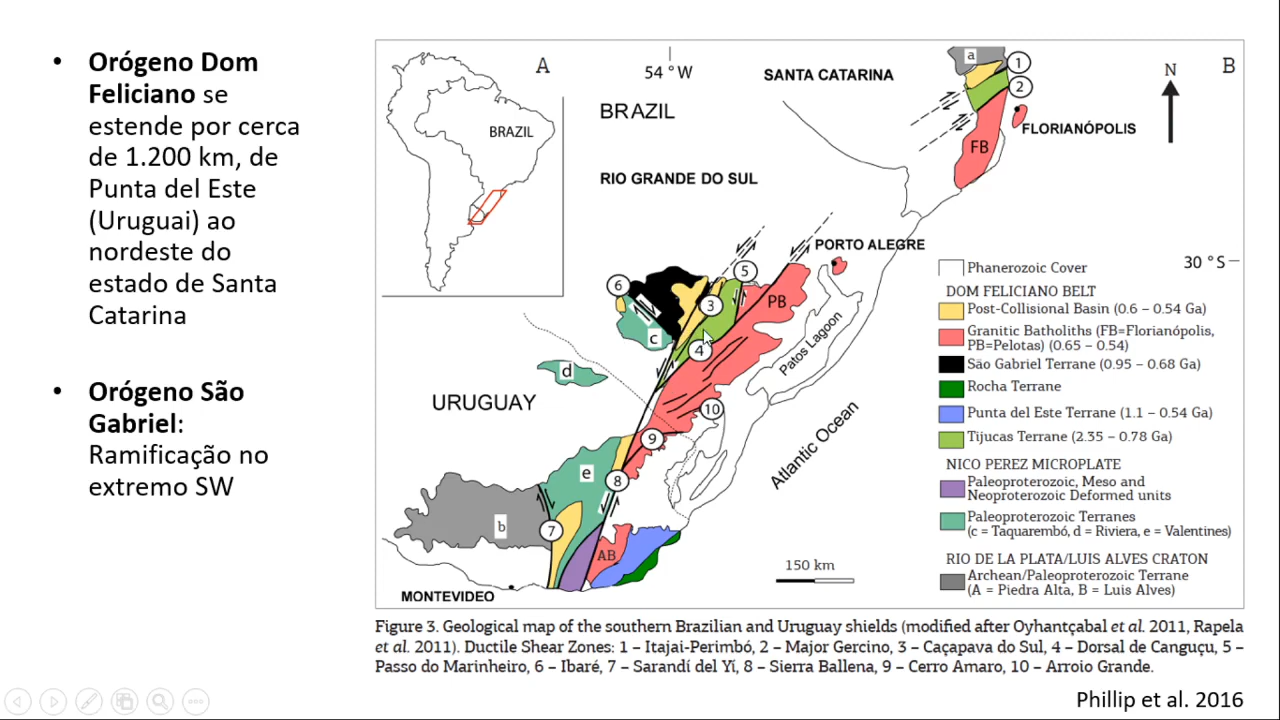 • Orógeno Dom
Feliciano se
estende por cerca
de 1.200 km, de
Punta del Este
(Uruguai) ao
nordeste do
estado de Santa
Catarina
• Orógeno São
Gabriel:
Ramificação no
extremo SW
A
BRAZIL
54 °W
SANTA CATARINA
a
1
2
N
B
BRAZIL
FLORIANÓPOLIS
FB
RIO GRANDE DO SUL
PORTO ALEGRE
30 °S
6
5
3
PB
c
4
d
Patos Lagoon
URUGUAY
10
9
Atlantic Ocean
e
8
b
7
AB
150 km
MONTEVIDEO
Phanerozoic Cover
DOM FELICIANO BELT
Post-Collisional Basin (0.6 – 0.54 Ga)
Granitic Batholiths (FB=Florianópolis,
PB=Pelotas) (0.65 – 0.54)
São Gabriel Terrane (0.95 – 0.68 Ga)
Rocha Terrane
Punta del Este Terrane (1.1 – 0.54 Ga)
Tijucas Terrane (2.35 – 0.78 Ga)
NICO PEREZ MICROPLATE
Paleoproterozoic, Meso and
Neoproterozoic Deformed units
Paleoproterozoic Terranes
(c = Taquarembó, d = Riviera, e = Valentines)
RIO DE LA PLATA/LUIS ALVES CRATON
Archean/Paleoproterozoic Terrane
(A = Piedra Alta, B = Luis Alves)
Figure 3. Geological map of the southern Brazilian and Uruguay shields (modified after Oyhantçabal et al. 2011, Rapela
et al. 2011). Ductile Shear Zones: 1 – Itajai-Perimbó, 2 – Major Gercino, 3 – Caçapava do Sul, 4 – Dorsal de Canguçu, 5 –
Passo do Marinheiro, 6 – Ibaré, 7 – Sarandí del Yí, 8 – Sierra Ballena, 9 – Cerro Amaro, 10 – Arroio Grande.
Phillip et al. 2016